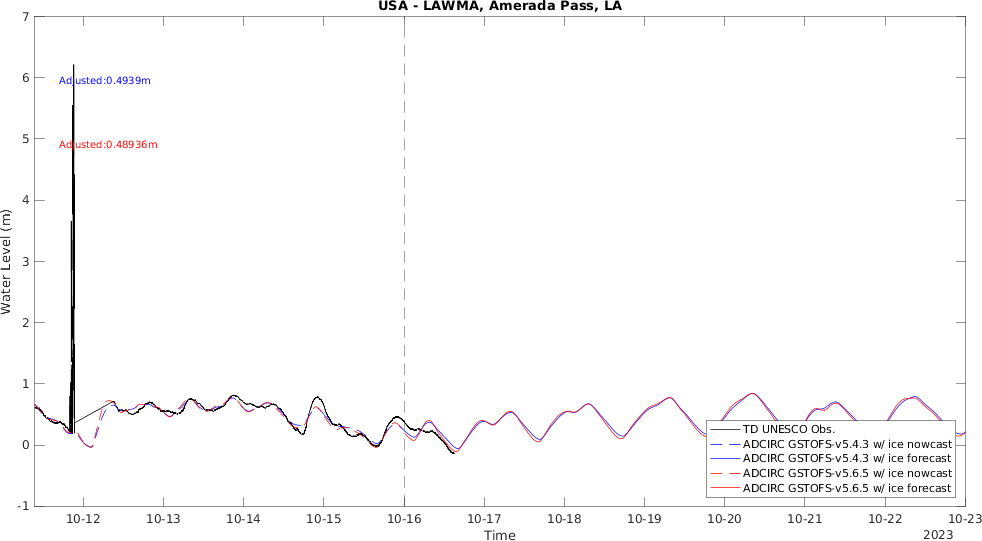 USA - LAWMA, Amerada Pass, LA
7
6
5
4
3
2
1
0
-1
Water Level (m)
Adjusted:0.4939m
Adjusted:0.48936m
TD UNESCO Obs.
ADCIRC GSTOFS-v5.4.3 w/ ice nowcast
ADCIRC GSTOFS-v5.4.3 w/ ice forecast
ADCIRC GSTOFS-v5.6.5 w/ ice nowcast
ADCIRC GSTOFS-v5.6.5 w/ ice forecast
10-12 10-13 10-14 10-15 10-16 10-17 10-18 10-19 10-20 10-21 10-22 10-23
Time
2023